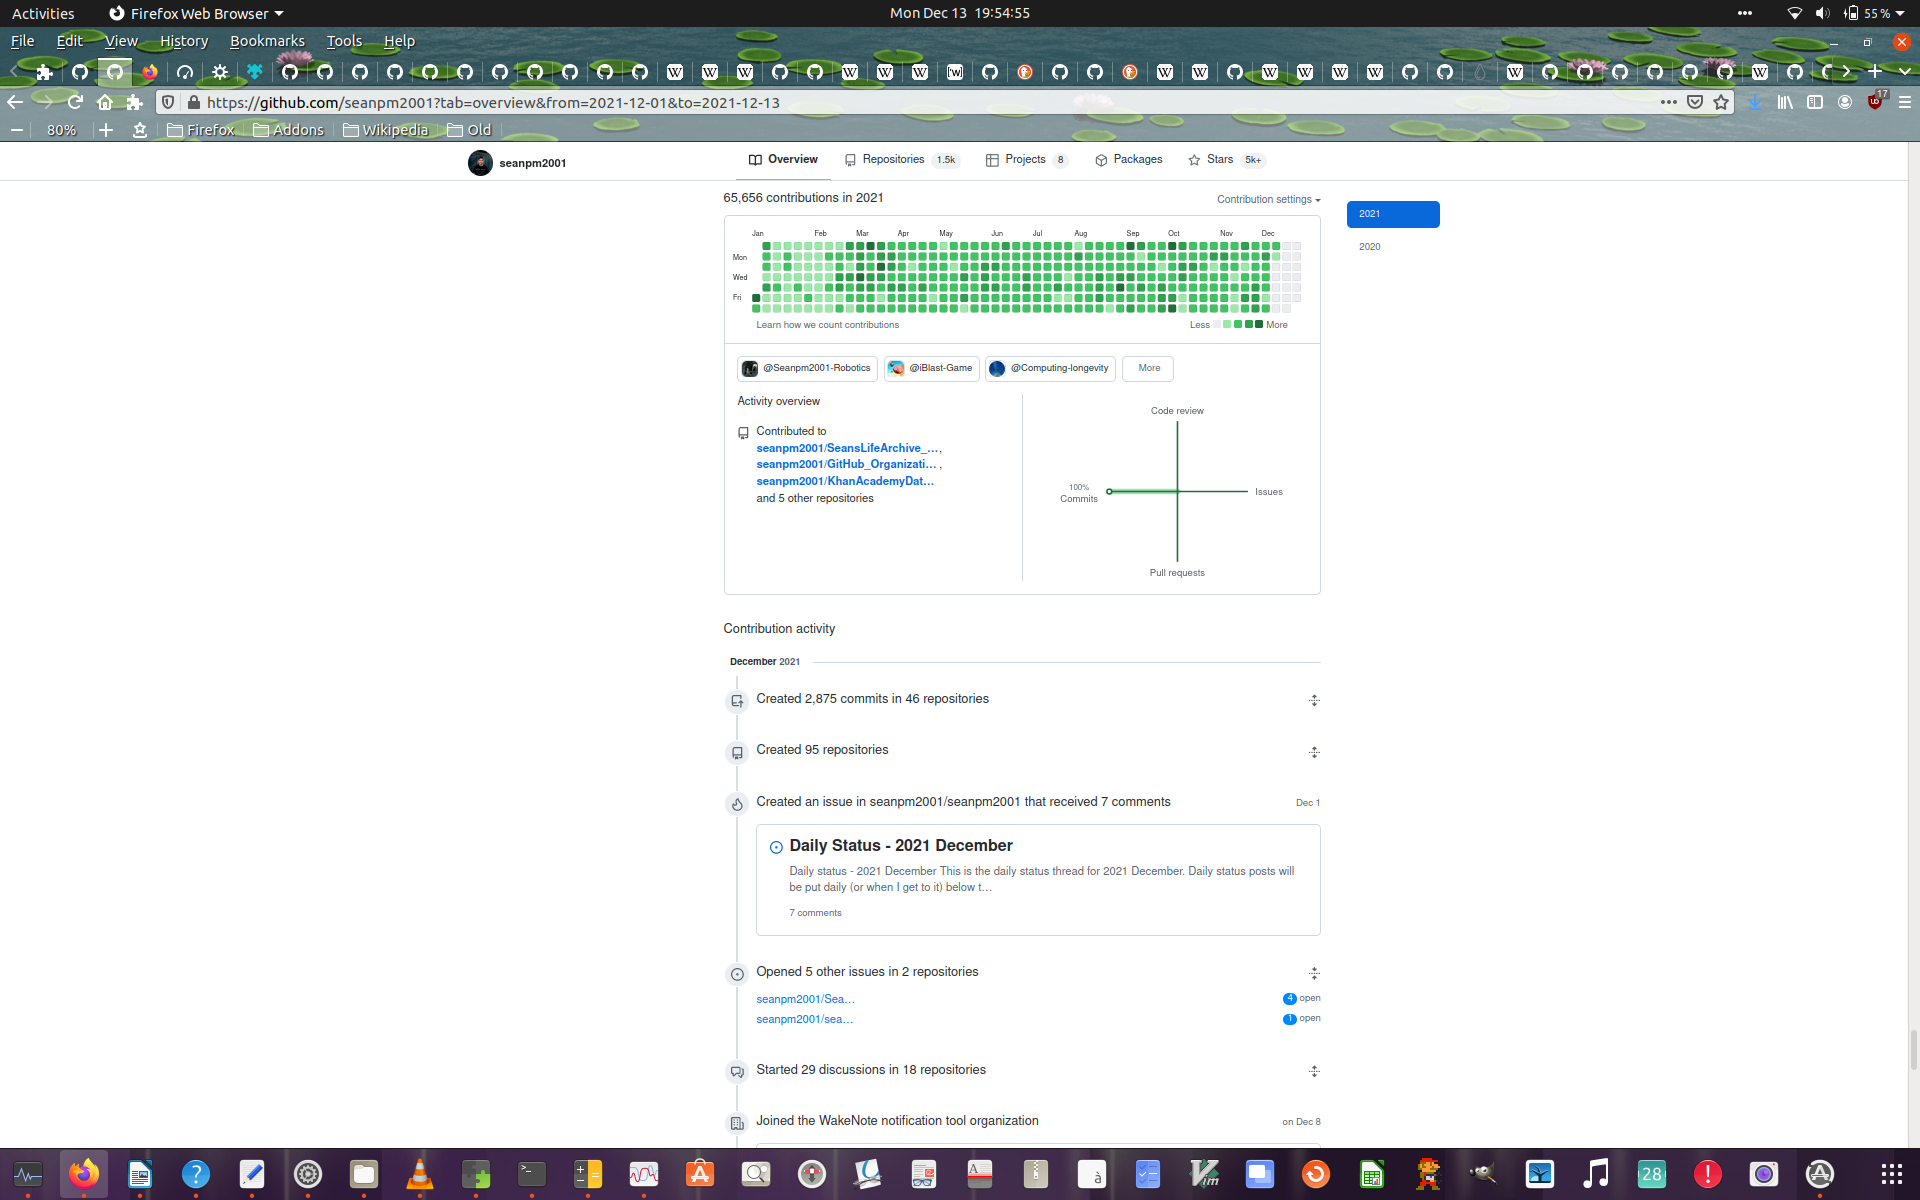 Activities
Firefox Web Browser
Mon Dec 13 19:54:55
55 %
File Edit View History Bookmarks Tools Help
https://github.com/seanpm2001?tab=overview&from=2021-12-01&to=2021-12-13
17
80%
Firefox
Addons
Wikipedia
Old
seanpm2001
Overview
Repositories 1.5k
Projects 8
Packages
Stars 5k+
65,656 contributions in 2021
Contribution settings
2021
2020
Jan Feb Mar Apr May Jun Jul Aug Sep Oct Nov Dec
Mon
Wed
Fri
Learn how we count contributions
Less
More
@Seanpm2001-Robotics
@iBlast-Game
@Computing-longevity
More
Activity overview
Contributed to
seanpm2001/SeansLifeArchive_…,
seanpm2001/GitHub_Organizati… ,
seanpm2001/KhanAcademyDat…
and 5 other repositories
Code review
100%
Commits
Issues
Pull requests
Contribution activity
December 2021
Created 2,875 commits in 46 repositories
Created 95 repositories
Created an issue in seanpm2001/seanpm2001 that received 7 comments
Dec 1
Daily Status - 2021 December
Daily status - 2021 December This is the daily status thread for 2021 December. Daily status posts will
be put daily (or when I get to it) below t…
7 comments
Opened 5 other issues in 2 repositories
seanpm2001/Sea…
4 open
seanpm2001/sea…
1 open
Started 29 discussions in 18 repositories
Joined the WakeNote notification tool organization
on Dec 8
28